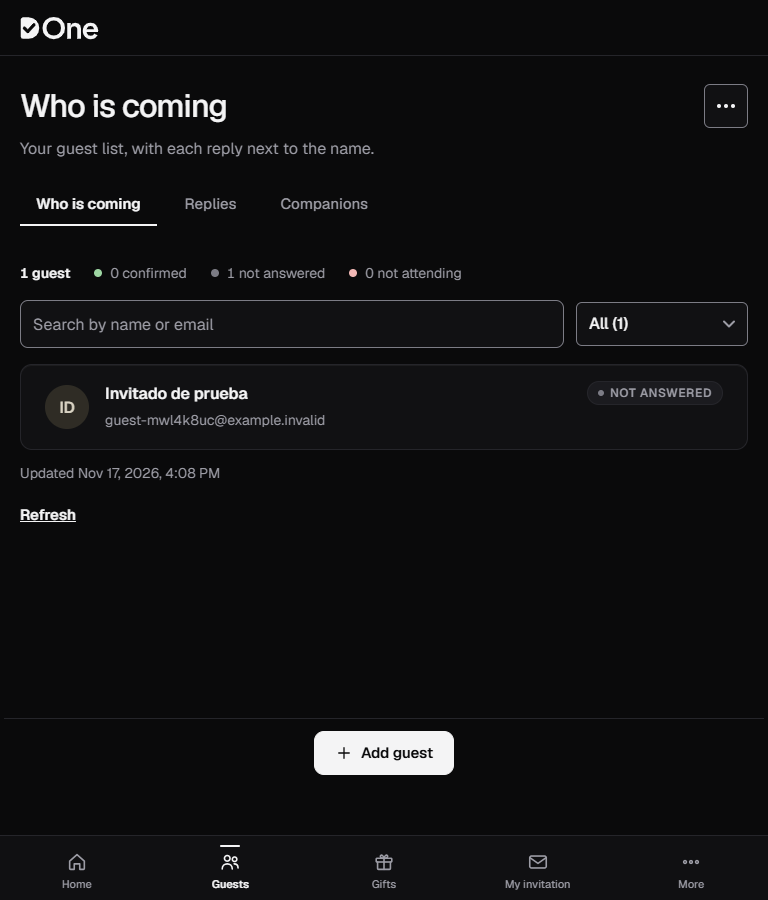 One
Who is coming
Your guest list, with each reply next to the name.
Who is coming Replies Companions
1 guest 0 confirmed 1 not answered 0 not attending
Search by name or email All (1)
ID Invitado de prueba NOT ANSWERED
guest-mwl4k8uc@example.invalid
Updated Nov 17, 2026, 4:08 PM
Refresh
+ Add guest
Home Guests Gifts My invitation More